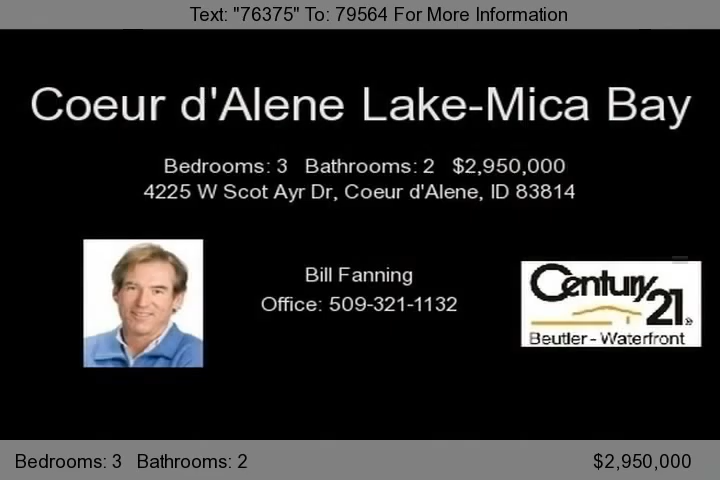 Text: "76375" To: 79564 For More Information
Coeur d'Alene Lake-Mica Bay
Bedrooms: 3 Bathrooms: 2 $2,950,000
4225 W Scot Ayr Dr, Coeur d'Alene, ID 83814
Bill Fanning
Office: 509-321-1132
Century 21
Beutler - Waterfront
Bedrooms: 3 Bathrooms: 2 $2,950,000